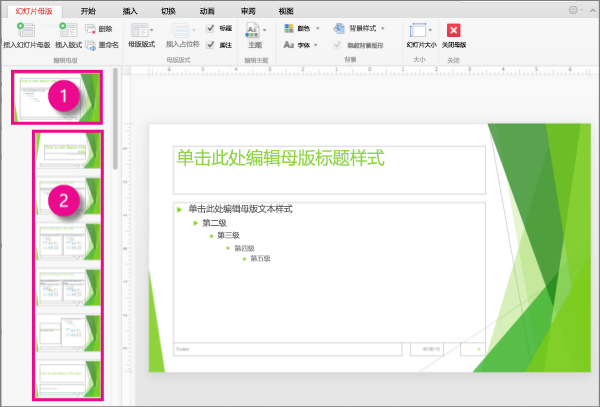 幻灯片母版 开始 插入 切换 动画 审阅 视图
插入幻灯片母版 插入版式 删除 重命名 母版版式 插入占位符 标题 属注 主题 颜色 字体 背景样式 隐藏背景图形 幻灯片大小 关闭母版
编辑母版 母版版式 编辑主题 背景 大小 关闭
1
2
单击此处编辑母版标题样式
单击此处编辑母版文本样式
第二级
第三级
第四级
第五级
Footer